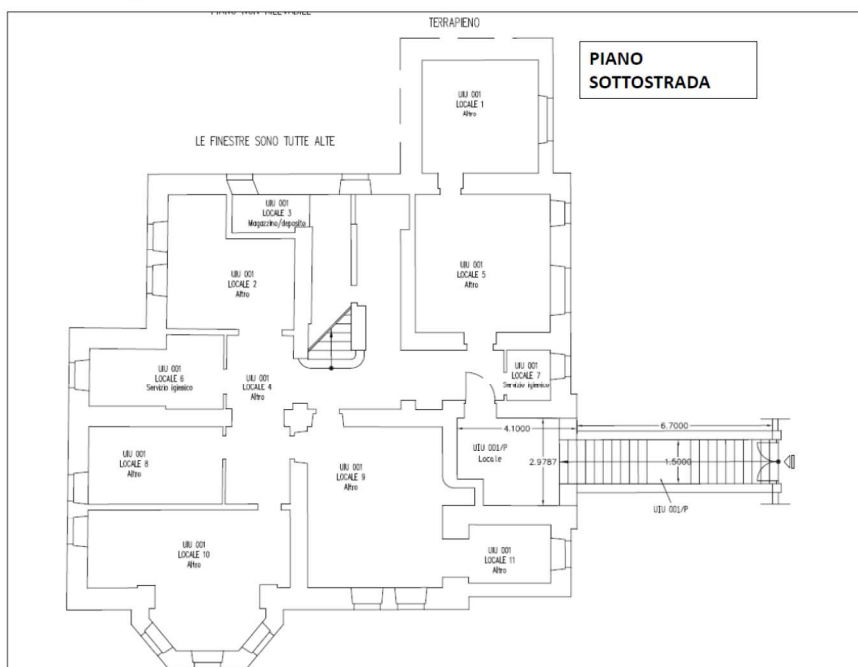 PIANO NON RILEVABILE
TERRAPIENO
PIANO
SOTTOSTRADA
UIU 001
LOCALE 1
Altro
LE FINESTRE SONO TUTTE ALTE
UIU 001
LOCALE 3
Magazzino/deposito
UIU 001
LOCALE 2
Altro
UIU 001
LOCALE 5
Altro
UIU 001
LOCALE 6
Servizio igienico
UIU 001
LOCALE 4
Altro
UIU 001
LOCALE 7
Servizio igienico
4.1000
6.7000
UIU 001/P
Locale
2.9787
1.5000
UIU 001
LOCALE 8
Altro
UIU 001
LOCALE 9
Altro
UIU 001/P
UIU 001
LOCALE 10
Altro
UIU 001
LOCALE 11
Altro